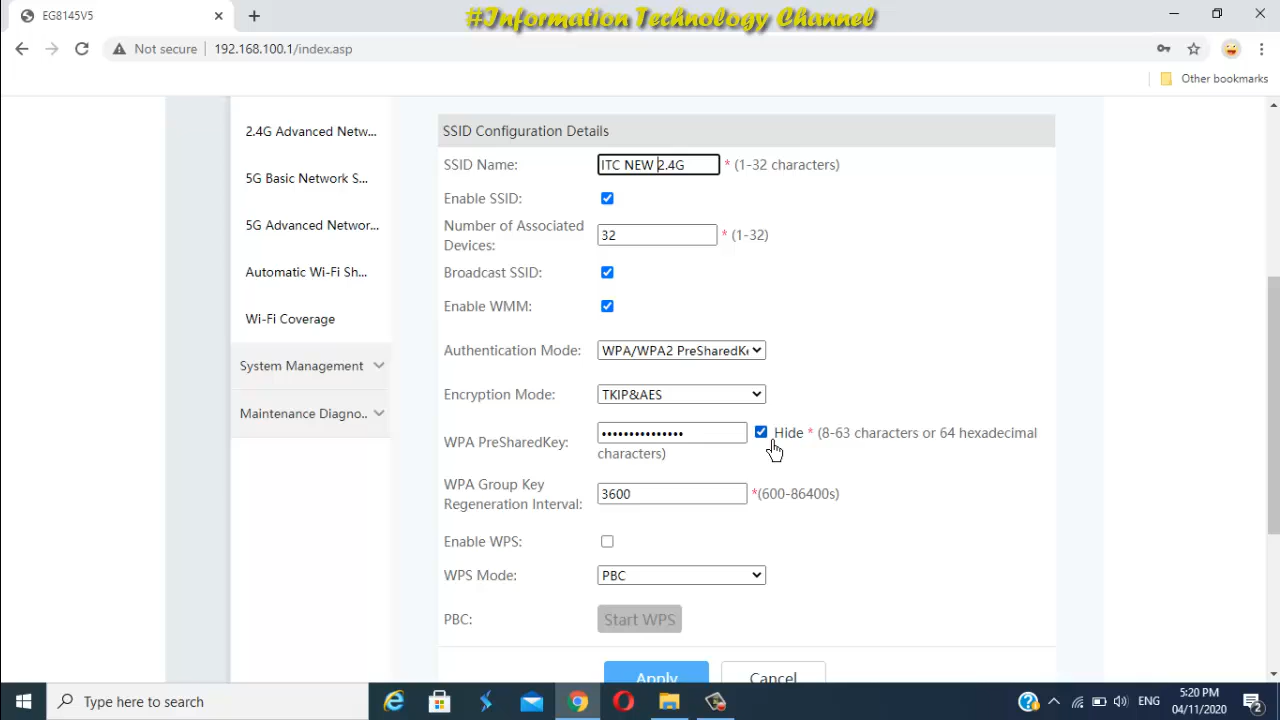 EG8145V5
#Information Technology Channel
Not secure
192.168.100.1/index.asp
Other bookmarks
2.4G Advanced Netw...
5G Basic Network S...
5G Advanced Networ...
Automatic Wi-Fi Sh...
Wi-Fi Coverage
System Management
Maintenance Diagno..
SSID Configuration Details
SSID Name:
ITC NEW 2.4G
* (1-32 characters)
Enable SSID:
Number of Associated
Devices:
32
* (1-32)
Broadcast SSID:
Enable WMM:
Authentication Mode:
WPA/WPA2 PreSharedKe
Encryption Mode:
TKIP&AES
WPA PreSharedKey:
•••••••••••••••
Hide * (8-63 characters or 64 hexadecimal
characters)
WPA Group Key
Regeneration Interval:
3600
*(600-86400s)
Enable WPS:
WPS Mode:
PBC
PBC:
Start WPS
Apply
Cancel
Type here to search
ENG
5:20 PM
04/11/2020
2